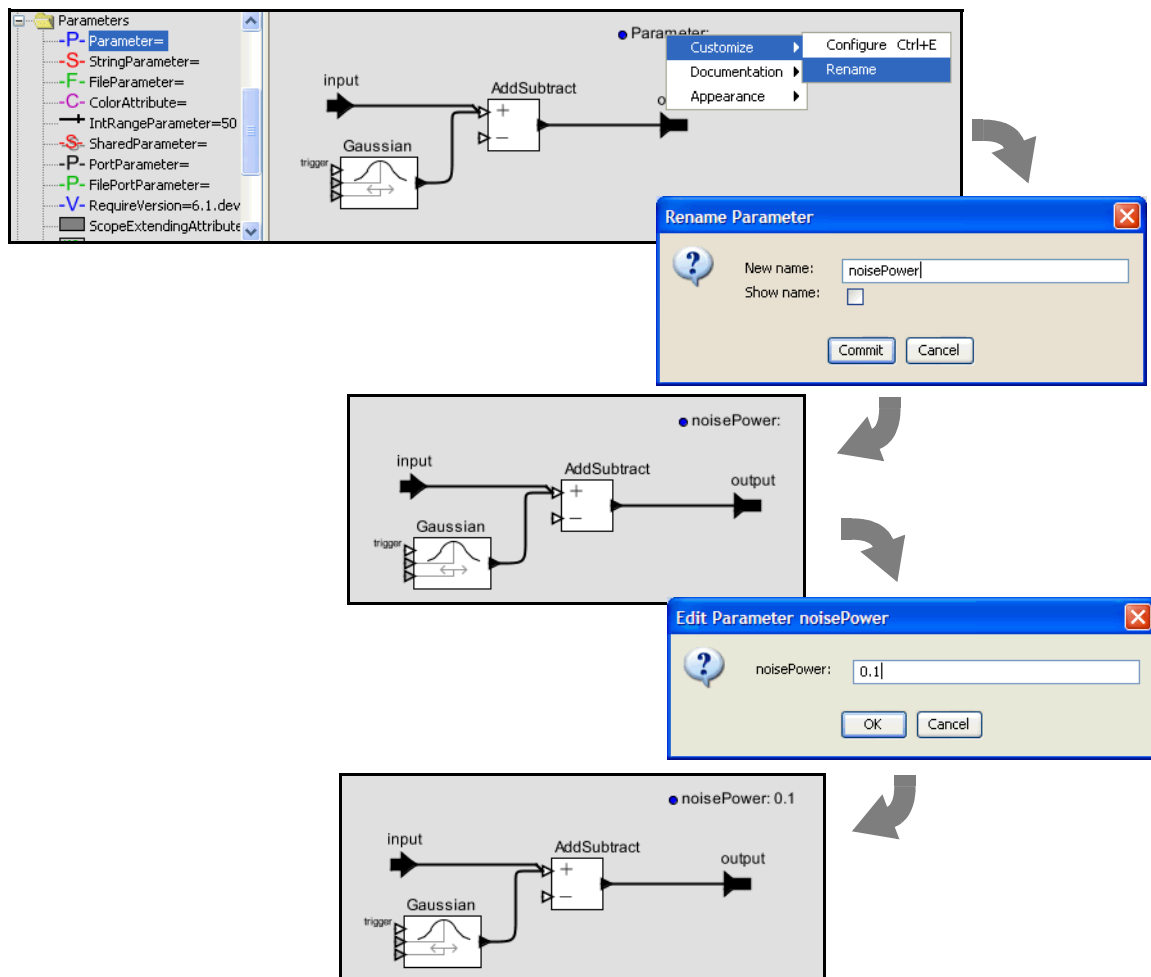 Parameters
-P- Parameter=
-S- StringParameter=
-F- FileParameter=
-C- ColorAttribute=
IntRangeParameter=50
-S- SharedParameter=
-P- PortParameter=
-P- FilePortParameter=
-V- RequireVersion=6.1.dev
ScopeExtendingAttribute
Parameter:
Customize
Configure Ctrl+E
Documentation
Rename
Appearance
input
AddSubtract
+
−
Gaussian
trigger
Rename Parameter
New name: noisePower
Show name:
Commit Cancel
noisePower:
input
AddSubtract
output
+
−
Gaussian
trigger
Edit Parameter noisePower
noisePower: 0.1
OK Cancel
noisePower: 0.1
input
AddSubtract
output
+
−
Gaussian
trigger